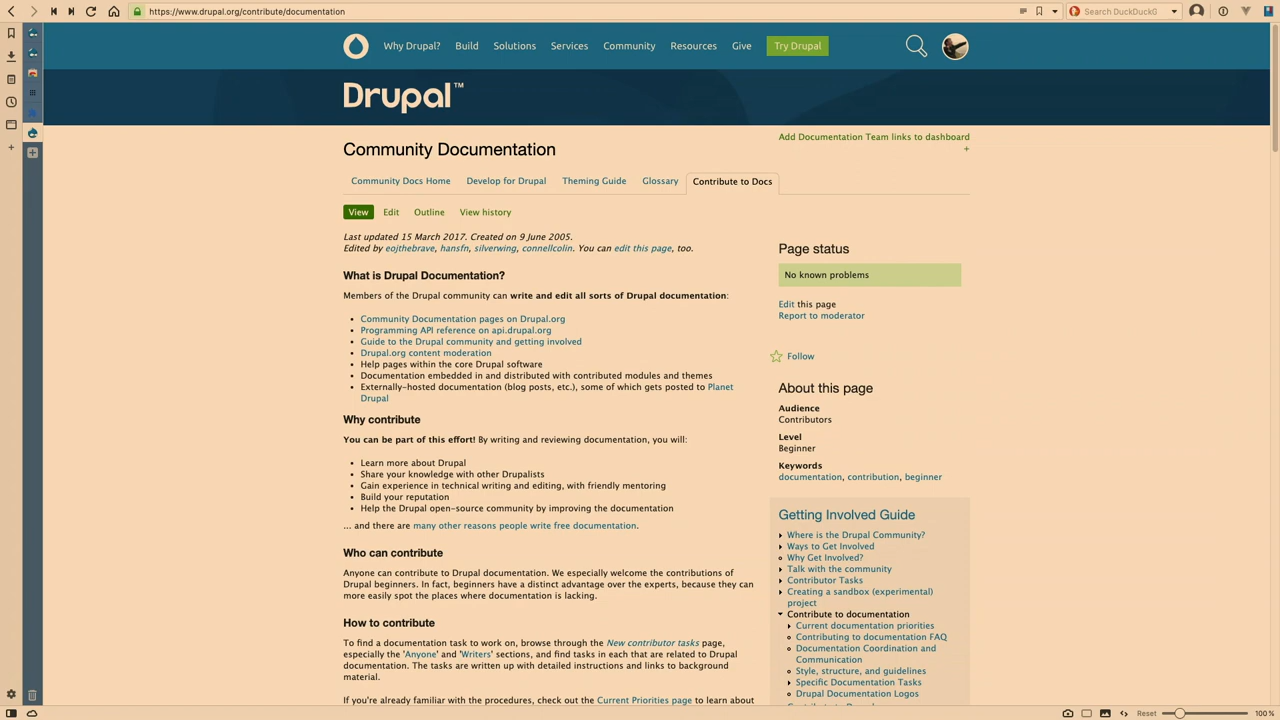 https://www.drupal.org/contribute/documentation
Search DuckDuckG
Why Drupal?
Build
Solutions
Services
Community
Resources
Give
Try Drupal
Drupal™
Add Documentation Team links to dashboard
+
Community Documentation
Community Docs Home
Develop for Drupal
Theming Guide
Glossary
Contribute to Docs
View
Edit
Outline
View history
Last updated 15 March 2017. Created on 9 June 2005.
Edited by eojthebrave, hansfn, silverwing, connellcolin. You can edit this page, too.
What is Drupal Documentation?
Members of the Drupal community can write and edit all sorts of Drupal documentation:
Community Documentation pages on Drupal.org
Programming API reference on api.drupal.org
Guide to the Drupal community and getting involved
Drupal.org content moderation
Help pages within the core Drupal software
Documentation embedded in and distributed with contributed modules and themes
Externally-hosted documentation (blog posts, etc.), some of which gets posted to Planet
Drupal
Why contribute
You can be part of this effort! By writing and reviewing documentation, you will:
Learn more about Drupal
Share your knowledge with other Drupalists
Gain experience in technical writing and editing, with friendly mentoring
Build your reputation
Help the Drupal open-source community by improving the documentation
... and there are many other reasons people write free documentation.
Who can contribute
Anyone can contribute to Drupal documentation. We especially welcome the contributions of
Drupal beginners. In fact, beginners have a distinct advantage over the experts, because they can
more easily spot the places where documentation is lacking.
How to contribute
To find a documentation task to work on, browse through the New contributor tasks page,
especially the 'Anyone' and 'Writers' sections, and find tasks in each that are related to Drupal
documentation. The tasks are written up with detailed instructions and links to background
material.
If you're already familiar with the procedures, check out the Current Priorities page to learn about
Page status
No known problems
Edit this page
Report to moderator
Follow
About this page
Audience
Contributors
Level
Beginner
Keywords
documentation, contribution, beginner
Getting Involved Guide
Where is the Drupal Community?
Ways to Get Involved
Why Get Involved?
Talk with the community
Contributor Tasks
Creating a sandbox (experimental)
project
Contribute to documentation
Current documentation priorities
Contributing to documentation FAQ
Documentation Coordination and
Communication
Style, structure, and guidelines
Specific Documentation Tasks
Drupal Documentation Logos
Reset
100 %